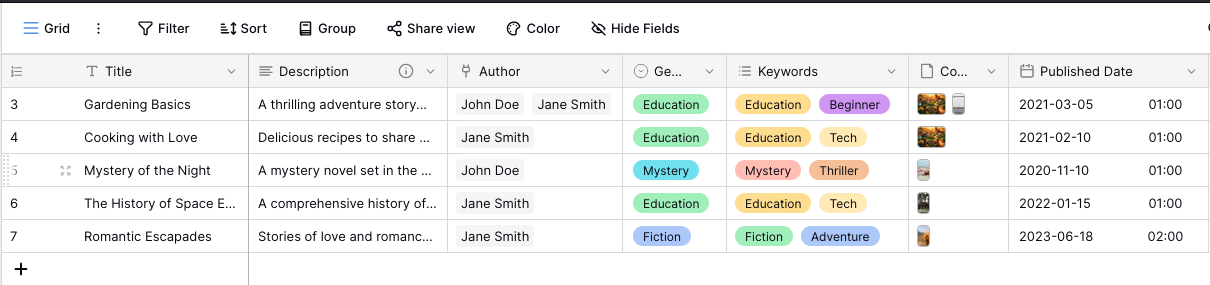 Grid Filter Sort Group Share view Color Hide Fields
Title Description Author Ge... Keywords Co... Published Date
3 Gardening Basics A thrilling adventure story... John Doe Jane Smith Education Education Beginner 2021-03-05 01:00
4 Cooking with Love Delicious recipes to share ... Jane Smith Education Education Tech 2021-02-10 01:00
5 Mystery of the Night A mystery novel set in the ... John Doe Mystery Mystery Thriller 2020-11-10 01:00
6 The History of Space E... A comprehensive history of... Jane Smith Education Education Tech 2022-01-15 01:00
7 Romantic Escapades Stories of love and romanc... Jane Smith Fiction Fiction Adventure 2023-06-18 02:00